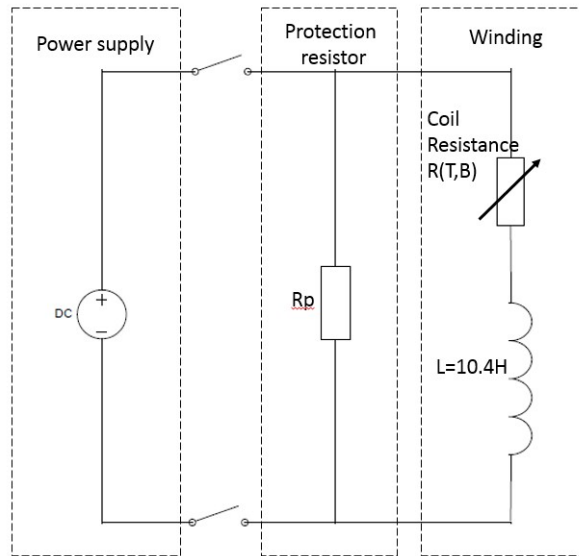 Power supply
Protection
resistor
Winding
Coil
Resistance
R(T,B)
+
DC
−
Rp
L=10.4H